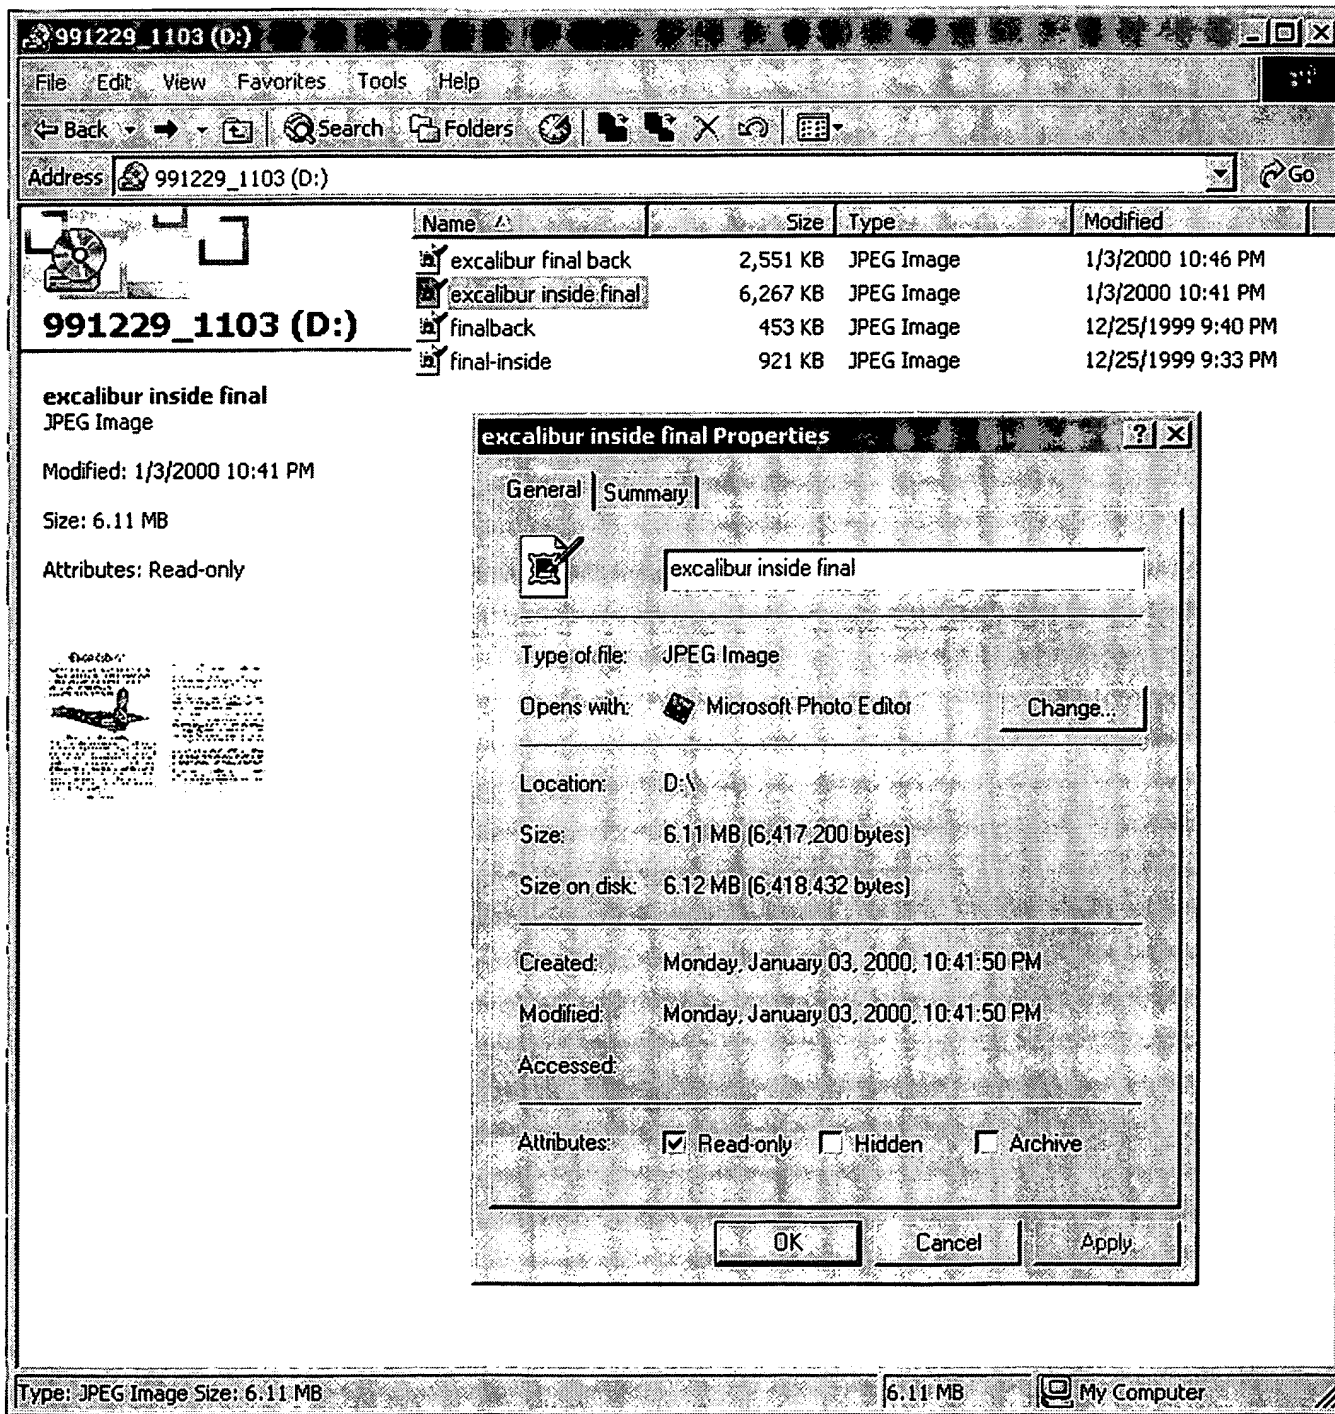 991229_1103 (D:)
File Edit View Favorites Tools Help
Back Search Folders
Address 991229_1103 (D:) Go
Name Size Type Modified
excalibur final back 2,551 KB JPEG Image 1/3/2000 10:46 PM
excalibur inside final 6,267 KB JPEG Image 1/3/2000 10:41 PM
finalback 453 KB JPEG Image 12/25/1999 9:40 PM
final-inside 921 KB JPEG Image 12/25/1999 9:33 PM
991229_1103 (D:)
excalibur inside final
JPEG Image
Modified: 1/3/2000 10:41 PM
Size: 6.11 MB
Attributes: Read-only
Excalibur
excalibur inside final Properties
General Summary
excalibur inside final
Type of file: JPEG Image
Opens with: Microsoft Photo Editor Change...
Location: D:\
Size: 6.11 MB (6,417,200 bytes)
Size on disk: 6.12 MB (6,418,432 bytes)
Created: Monday, January 03, 2000, 10:41:50 PM
Modified: Monday, January 03, 2000, 10:41:50 PM
Accessed:
Attributes: Read-only Hidden Archive
OK Cancel Apply
Type: JPEG Image Size: 6.11 MB 6.11 MB My Computer